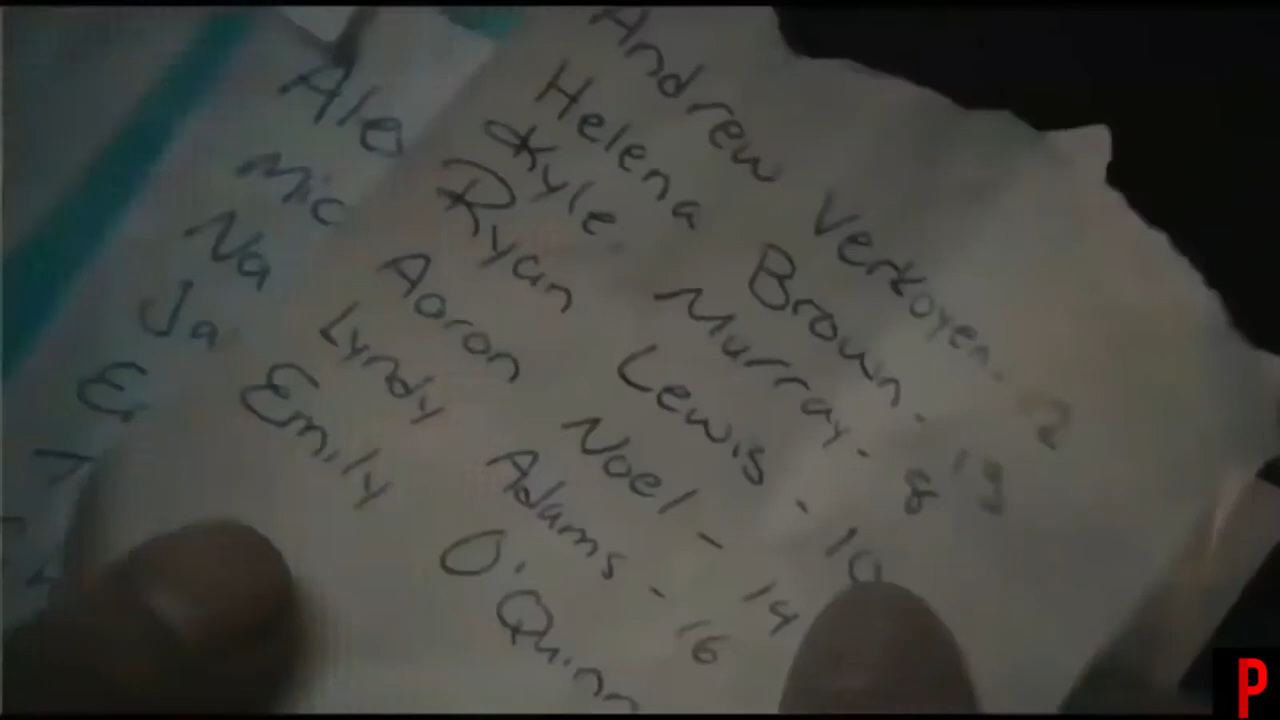 Andrew Verkoyen - 2
Helena Brown - 13
Kyle Murray - 8
Ryan Lewis - 10
Aaron Noel - 14
Lyndy Adams - 16
Emily O'Quinn
Ale
Mic
Na
Ja
P